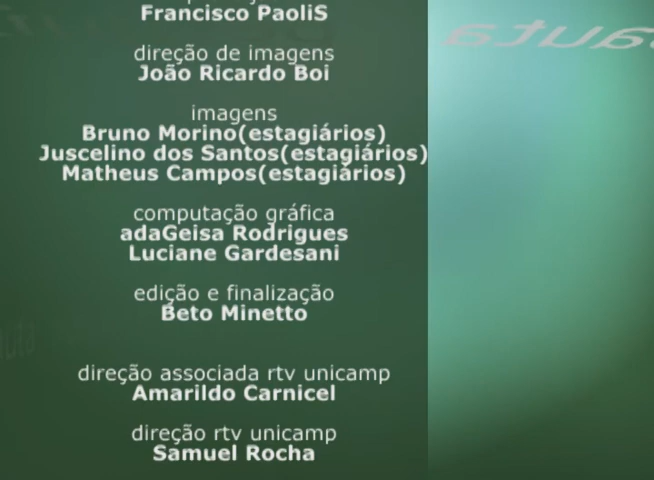 Francisco PaoliS
direção de imagens
João Ricardo Boi
imagens
Bruno Morino(estagiários)
Juscelino dos Santos(estagiários)
Matheus Campos(estagiários)
computação gráfica
adaGeisa Rodrigues
Luciane Gardesani
edição e finalização
Beto Minetto
direção associada rtv unicamp
Amarildo Carnicel
direção rtv unicamp
Samuel Rocha